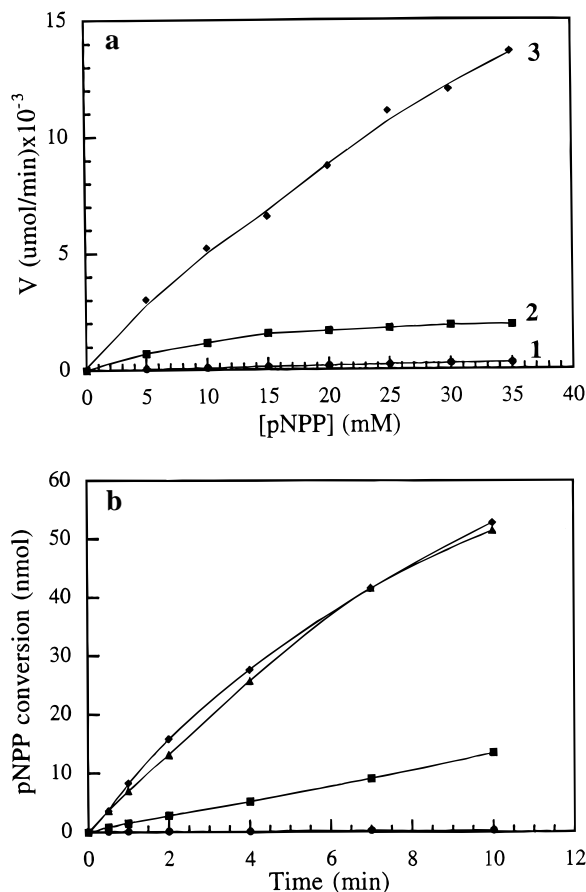 a
15
10
5
0
V (umol/min)x10-3
3
2
1
0 5 10 15 20 25 30 35 40
[pNPP] (mM)
b
60
50
40
30
20
10
0
pNPP conversion (nmol)
0 2 4 6 8 10 12
Time (min)